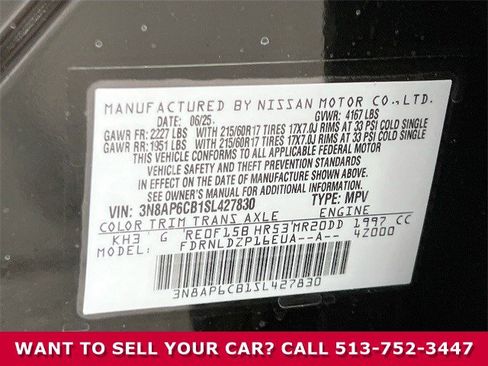 MANUFACTURED BY NISSAN MOTOR CO.,LTD.
DATE: 06/25. GVWR: 4167 LBS
GAWR FR: 2227 LBS WITH 215/60R17 TIRES 17X7.0J RIMS AT 33 PSI COLD SINGLE
GAWR RR: 1951 LBS WITH 215/60R17 TIRES 17X7.0J RIMS AT 33 PSI COLD SINGLE
THIS VEHICLE CONFORMS TO ALL APPLICABLE FEDERAL MOTOR
VEHICLE SAFETY AND THEFT PREVENTION STANDARDS
IN EFFECT ON THE DATE OF MANUFACTURE SHOWN ABOVE.
SEE OWNER'S MANUAL FOR ADDITIONAL INFORMATION
VIN: 3N8AP6CB1SL427830 TYPE: MPV
COLOR TRIM TRANS AXLE ENGINE
KH3 G RE0F15B HR53 MR20DD 1997 CC
MODEL: FDRNLDZP16EUA--A-- 42000
3N8AP6CB1SL427830
WANT TO SELL YOUR CAR? CALL 513-752-3447